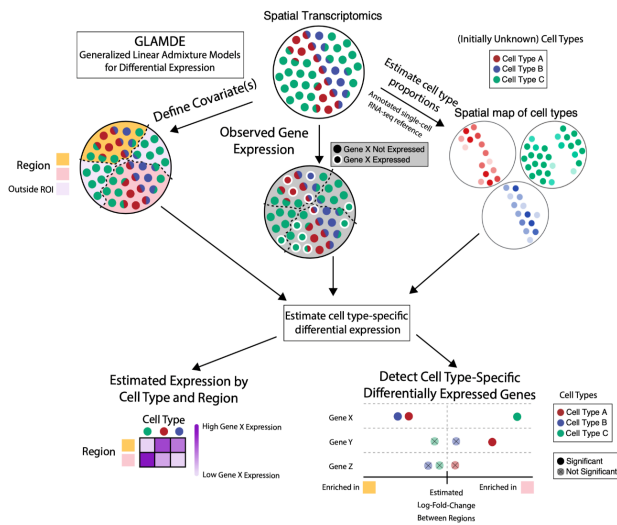 Spatial Transcriptomics
GLAMDE
Generalized Linear Admixture Models
for Differential Expression
(Initially Unknown) Cell Types
Cell Type A
Cell Type B
Cell Type C
Define Covariate(s)
Estimate cell type
proportions
Annotated single-cell
RNA-seq reference
Spatial map of cell types
Observed Gene
Expression
Gene X Not Expressed
Gene X Expressed
Region
Outside ROI
Estimate cell type-specific
differential expression
Estimated Expression by
Cell Type and Region
Cell Type
Region
High Gene X Expression
Low Gene X Expression
Detect Cell Type-Specific
Differentially Expressed Genes
Gene X
Gene Y
Gene Z
Enriched in
Estimated
Log-Fold-Change
Between Regions
Enriched in
Cell Types
Cell Type A
Cell Type B
Cell Type C
Significant
Not Significant